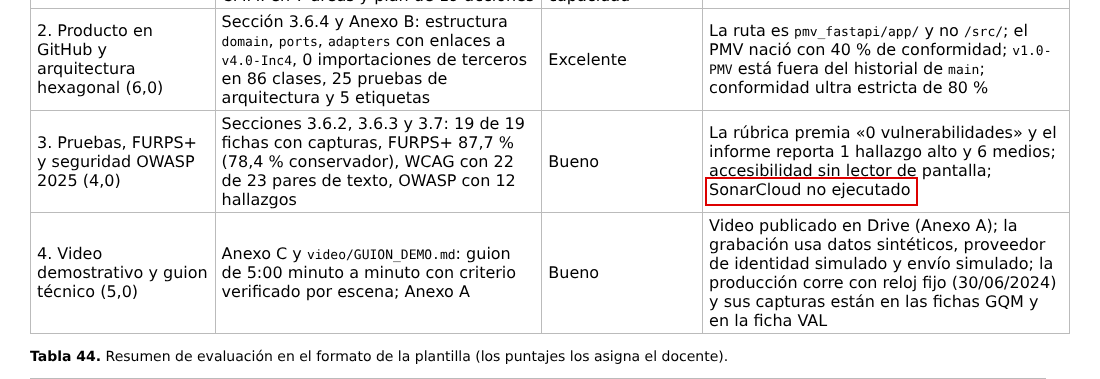 2. Producto en
GitHub y
arquitectura
hexagonal (6,0)
Sección 3.6.4 y Anexo B: estructura
domain, ports, adapters con enlaces a
v4.0-Inc4, 0 importaciones de terceros
en 86 clases, 25 pruebas de
arquitectura y 5 etiquetas
Excelente
La ruta es pmv_fastapi/app/ y no /src/; el
PMV nació con 40 % de conformidad; v1.0-
PMV está fuera del historial de main;
conformidad ultra estricta de 80 %
3. Pruebas, FURPS+
y seguridad OWASP
2025 (4,0)
Secciones 3.6.2, 3.6.3 y 3.7: 19 de 19
fichas con capturas, FURPS+ 87,7 %
(78,4 % conservador), WCAG con 22
de 23 pares de texto, OWASP con 12
hallazgos
Bueno
La rúbrica premia «0 vulnerabilidades» y el
informe reporta 1 hallazgo alto y 6 medios;
accesibilidad sin lector de pantalla;
SonarCloud no ejecutado
4. Video
demostrativo y guion
técnico (5,0)
Anexo C y video/GUION_DEMO.md: guion
de 5:00 minuto a minuto con criterio
verificado por escena; Anexo A
Bueno
Video publicado en Drive (Anexo A); la
grabación usa datos sintéticos, proveedor
de identidad simulado y envío simulado; la
producción corre con reloj fijo (30/06/2024)
y sus capturas están en las fichas GQM y
en la ficha VAL
Tabla 44. Resumen de evaluación en el formato de la plantilla (los puntajes los asigna el docente).